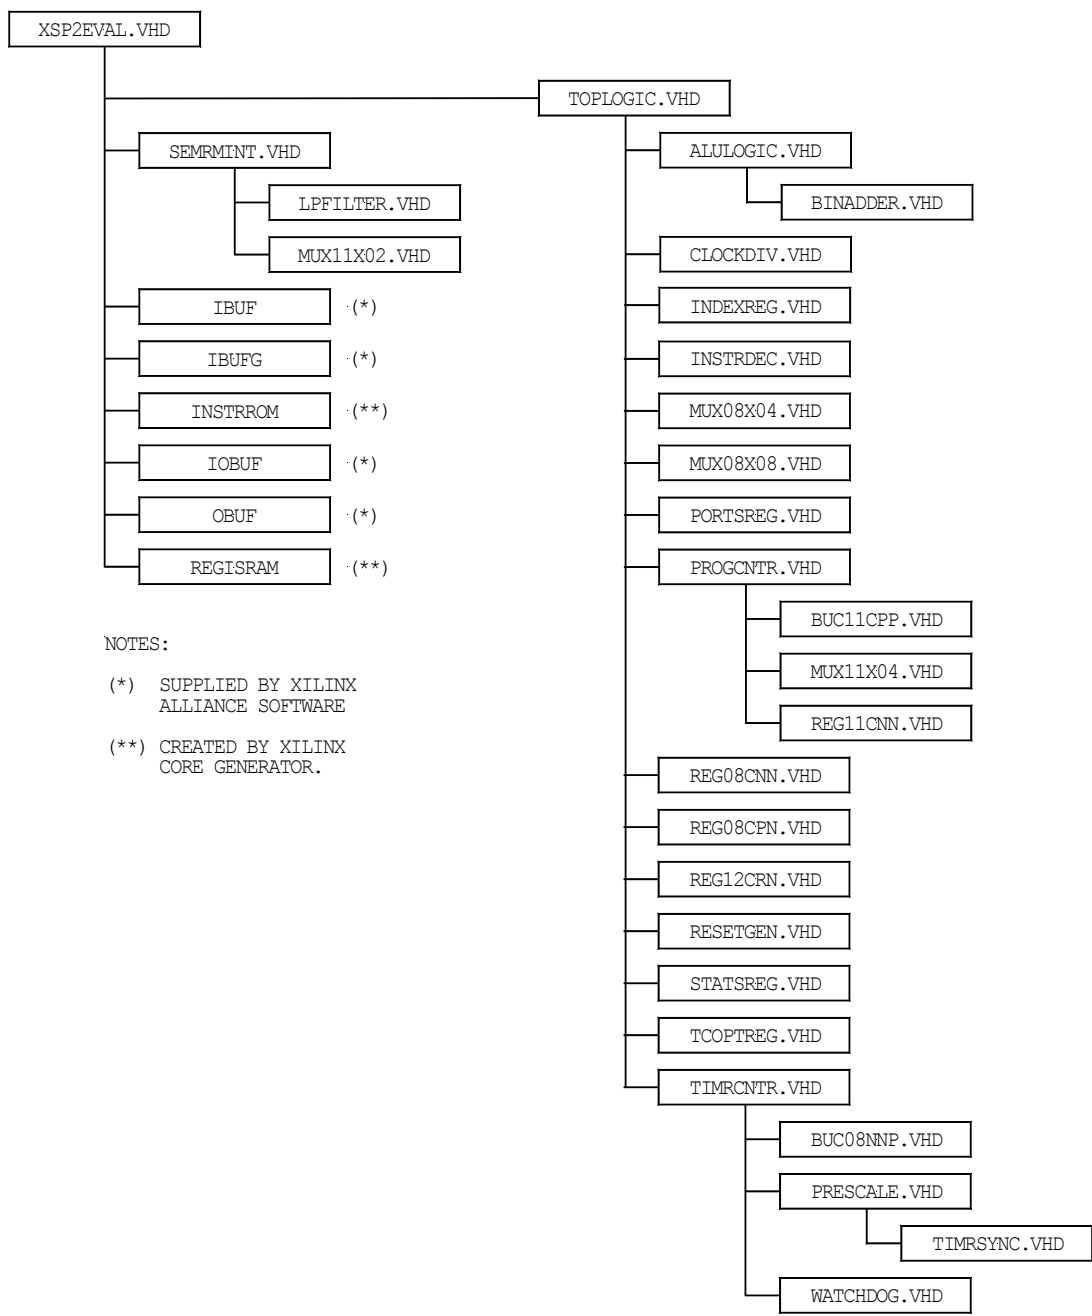 XSP2EVAL.VHD
TOPLOGIC.VHD
SEMRMINT.VHD
LPFILTER.VHD
MUX11X02.VHD
IBUF (*)
IBUFG (*)
INSTRROM (**)
IOBUF (*)
OBUF (*)
REGISRAM (**)
NOTES:
(*) SUPPLIED BY XILINX
ALLIANCE SOFTWARE
(**) CREATED BY XILINX
CORE GENERATOR.
ALULOGIC.VHD
BINADDER.VHD
CLOCKDIV.VHD
INDEXREG.VHD
INSTRDEC.VHD
MUX08X04.VHD
MUX08X08.VHD
PORTSREG.VHD
PROGCNTR.VHD
BUC11CPP.VHD
MUX11X04.VHD
REG11CNN.VHD
REG08CNN.VHD
REG08CPN.VHD
REG12CRN.VHD
RESETGEN.VHD
STATSREG.VHD
TCOPTREG.VHD
TIMRCNTR.VHD
BUC08NNP.VHD
PRESCALE.VHD
TIMRSYNC.VHD
WATCHDOG.VHD